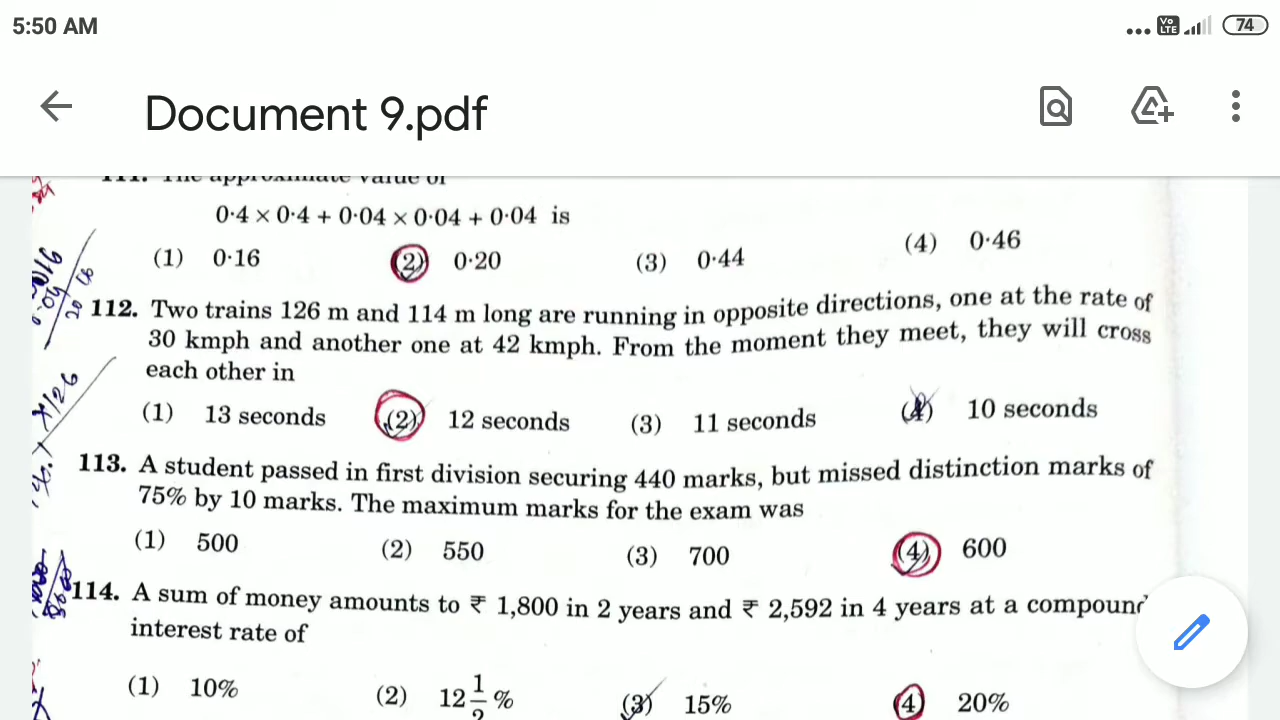 5:50 AM
Vo LTE
74
Document 9.pdf
111. The approximate value of
0·4 × 0·4 + 0·04 × 0·04 + 0·04 is
(1) 0·16 (2) 0·20 (3) 0·44 (4) 0·46
112. Two trains 126 m and 114 m long are running in opposite directions, one at the rate of
30 kmph and another one at 42 kmph. From the moment they meet, they will cross
each other in
(1) 13 seconds (2) 12 seconds (3) 11 seconds (4) 10 seconds
113. A student passed in first division securing 440 marks, but missed distinction marks of
75% by 10 marks. The maximum marks for the exam was
(1) 500 (2) 550 (3) 700 (4) 600
114. A sum of money amounts to ₹ 1,800 in 2 years and ₹ 2,592 in 4 years at a compound
interest rate of
(1) 10% (2) 12 1/2 % (3) 15% (4) 20%